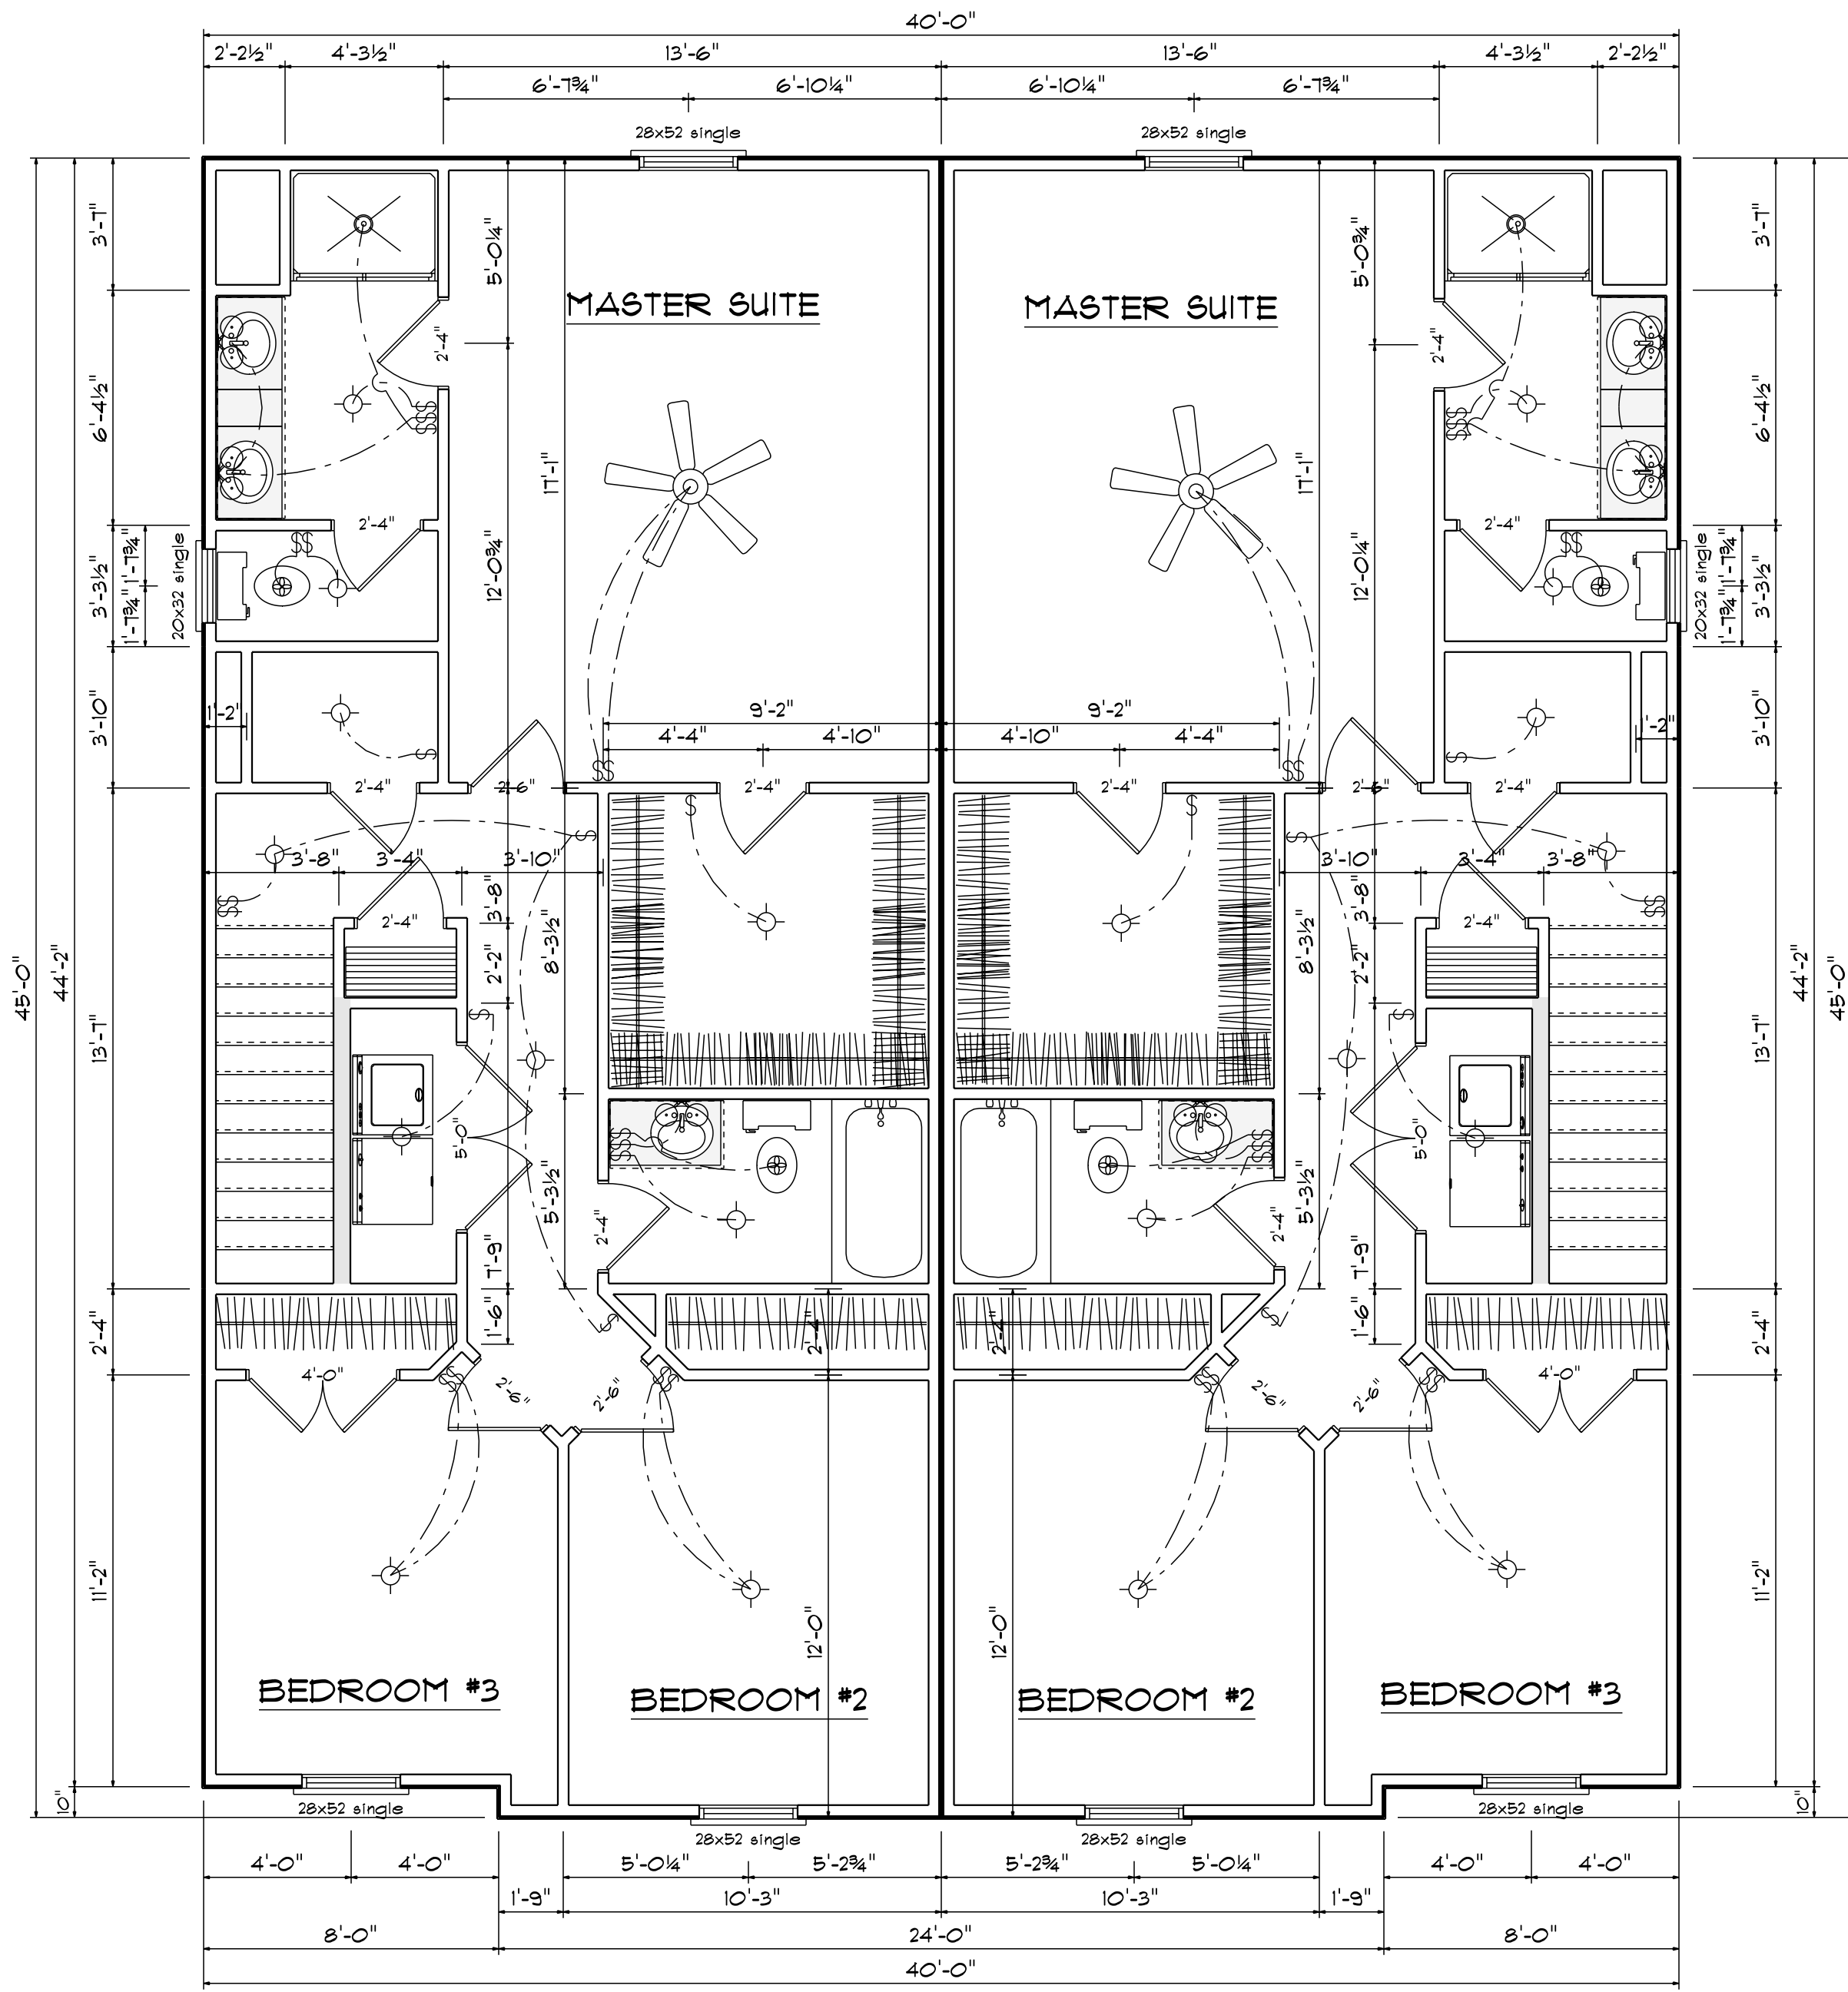 40'-0"
2'-2½" 4'-3½" 13'-6" 13'-6" 4'-3½" 2'-2½"
6'-7¾" 6'-10¼" 6'-10¼" 6'-7¾"
28x52 single 28x52 single
3'-7" 5'-0¼" 5'-0¾" 3'-7"
MASTER SUITE MASTER SUITE
2'-4" 2'-4"
6'-4½" 6'-4½"
$$$ $$$
17'-1" 17'-1"
2'-4" 2'-4"
$$ $$
12'-0¾" 12'-0¼"
3'-3½" 1'-7¾" 1'-7¾" 20x32 single 20x32 single 1'-7¾" 1'-7¾" 3'-3½"
3'-10" 1'-2" 9'-2" 9'-2" 1'-2" 3'-10"
4'-4" 4'-10" 4'-10" 4'-4"
$ $$ $$ $
2'-4" 2'-6" 2'-4" 2'-4" 2'-6" 2'-4"
$ $ $ $
3'-8" 3'-4" 3'-10" 3'-10" 3'-4" 3'-8"
$$ 2'-4" 3'-8" 3'-8" 2'-4" $$
45'-0" 44'-2" 2'-2" 8'-3½" 8'-3½" 2'-2" 44'-2" 45'-0"
$ $
13'-7" 13'-7"
5'-0" $$$ $$$ 5'-0"
7'-9" 5'-3½" 2'-4" 2'-4" 5'-3½" 7'-9"
2'-4" 1'-6" $ 2'-4" 2'-4" $ 1'-6" 2'-4"
4'-0" $$ 2'-6" 2'-6" $$ $$ 2'-6" 2'-6" $$ 4'-0"
11'-2" 12'-0" 12'-0" 11'-2"
BEDROOM #3 BEDROOM #2 BEDROOM #2 BEDROOM #3
10" 28x52 single 28x52 single 10"
28x52 single 28x52 single
4'-0" 4'-0" 5'-0¼" 5'-2¾" 5'-2¾" 5'-0¼" 4'-0" 4'-0"
1'-9" 10'-3" 10'-3" 1'-9"
8'-0" 24'-0" 8'-0"
40'-0"